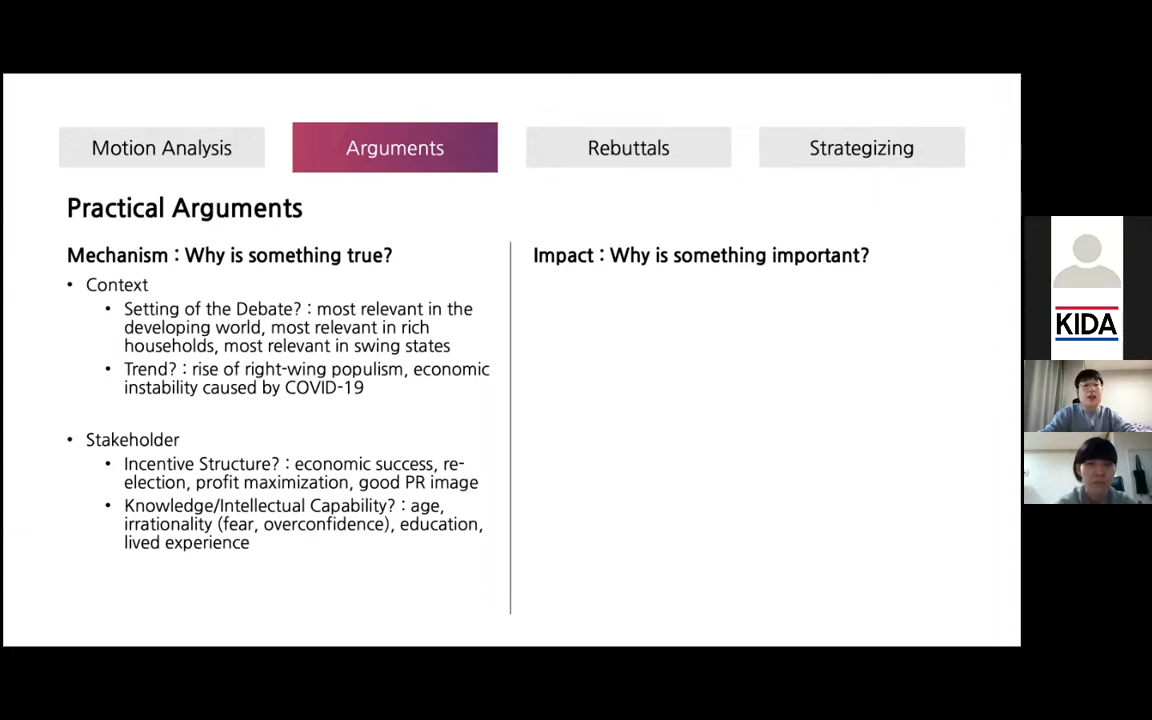 Motion Analysis
Arguments
Rebuttals
Strategizing
Practical Arguments
Mechanism : Why is something true?
• Context
• Setting of the Debate? : most relevant in the
developing world, most relevant in rich
households, most relevant in swing states
• Trend? : rise of right-wing populism, economic
instability caused by COVID-19
• Stakeholder
• Incentive Structure? : economic success, re-
election, profit maximization, good PR image
• Knowledge/Intellectual Capability? : age,
irrationality (fear, overconfidence), education,
lived experience
Impact : Why is something important?
KIDA